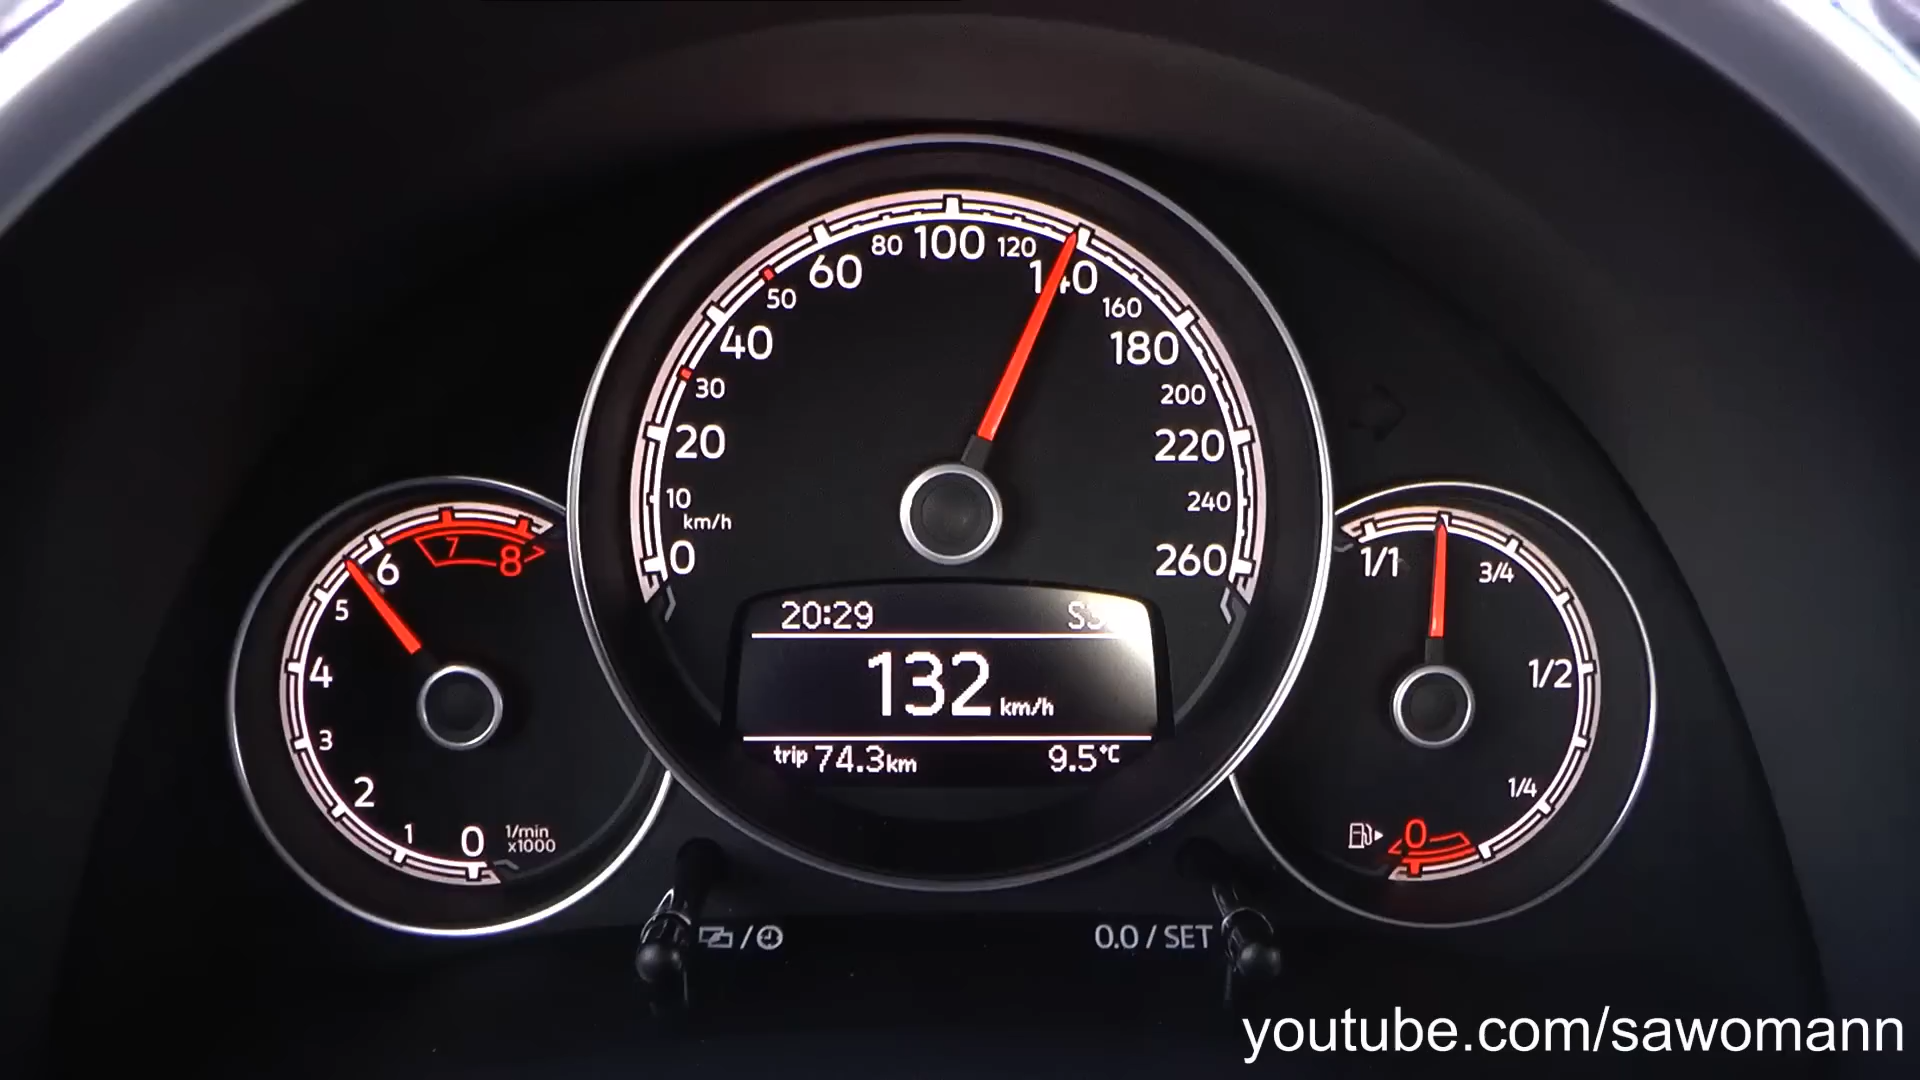 80 100 120
60 140
50 160
40 180
30 200
20 220
10 240
km/h
0 260
7 8
6
5
4
3
2
1
0
1/min
x1000
1/1 3/4
1/2
1/4
0
20:29
132 km/h
trip 74.3km 9.5°C
0.0 / SET
youtube.com/sawomann